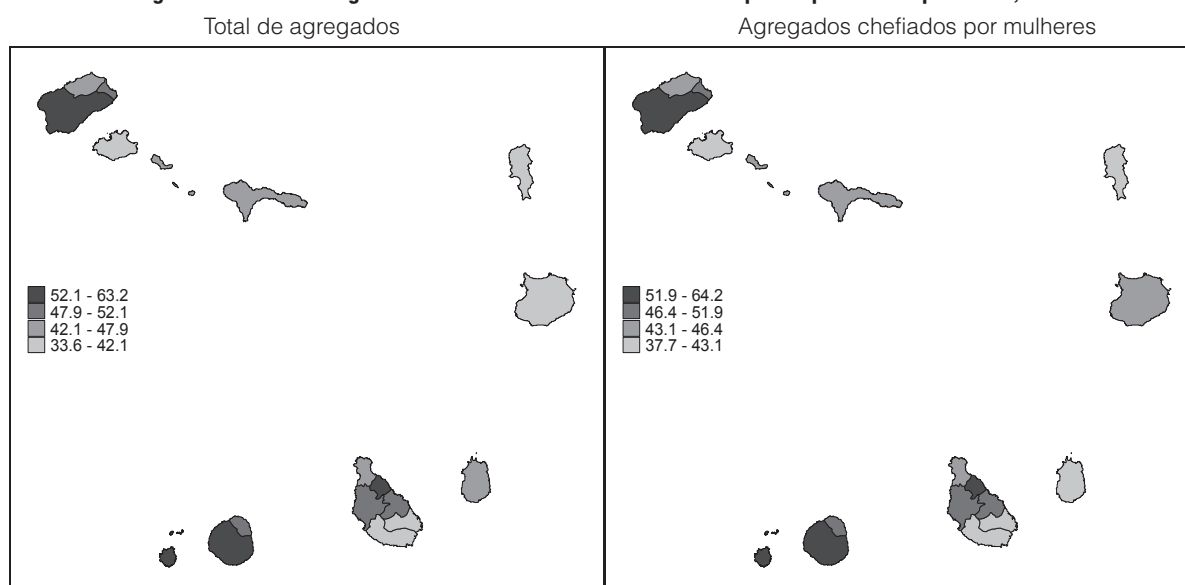 Total de agregados
Agregados chefiados por mulheres
52.1 - 63.2
47.9 - 52.1
42.1 - 47.9
33.6 - 42.1
51.9 - 64.2
46.4 - 51.9
43.1 - 46.4
37.7 - 43.1